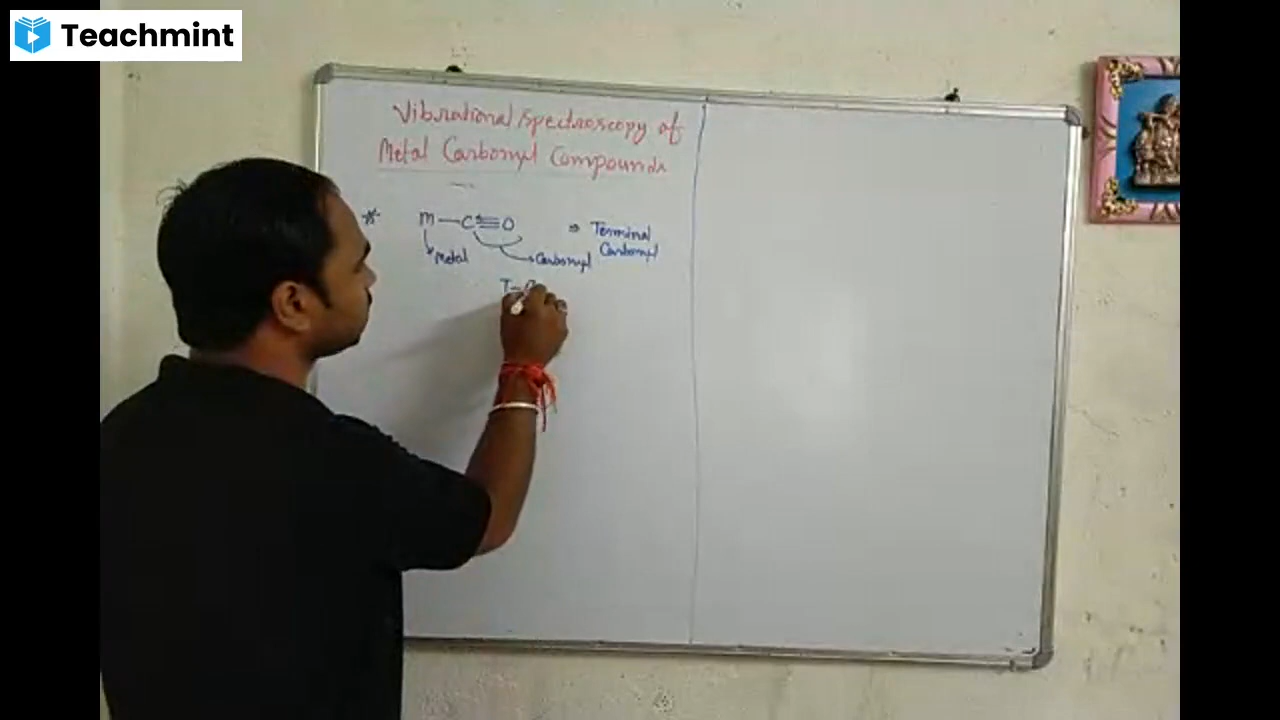 Teachmint
Vibrational Spectroscopy of
Metal Carbonyl Compounds
* M—C≡O ⇒ Terminal
Carbonyl
Metal Carbonyl